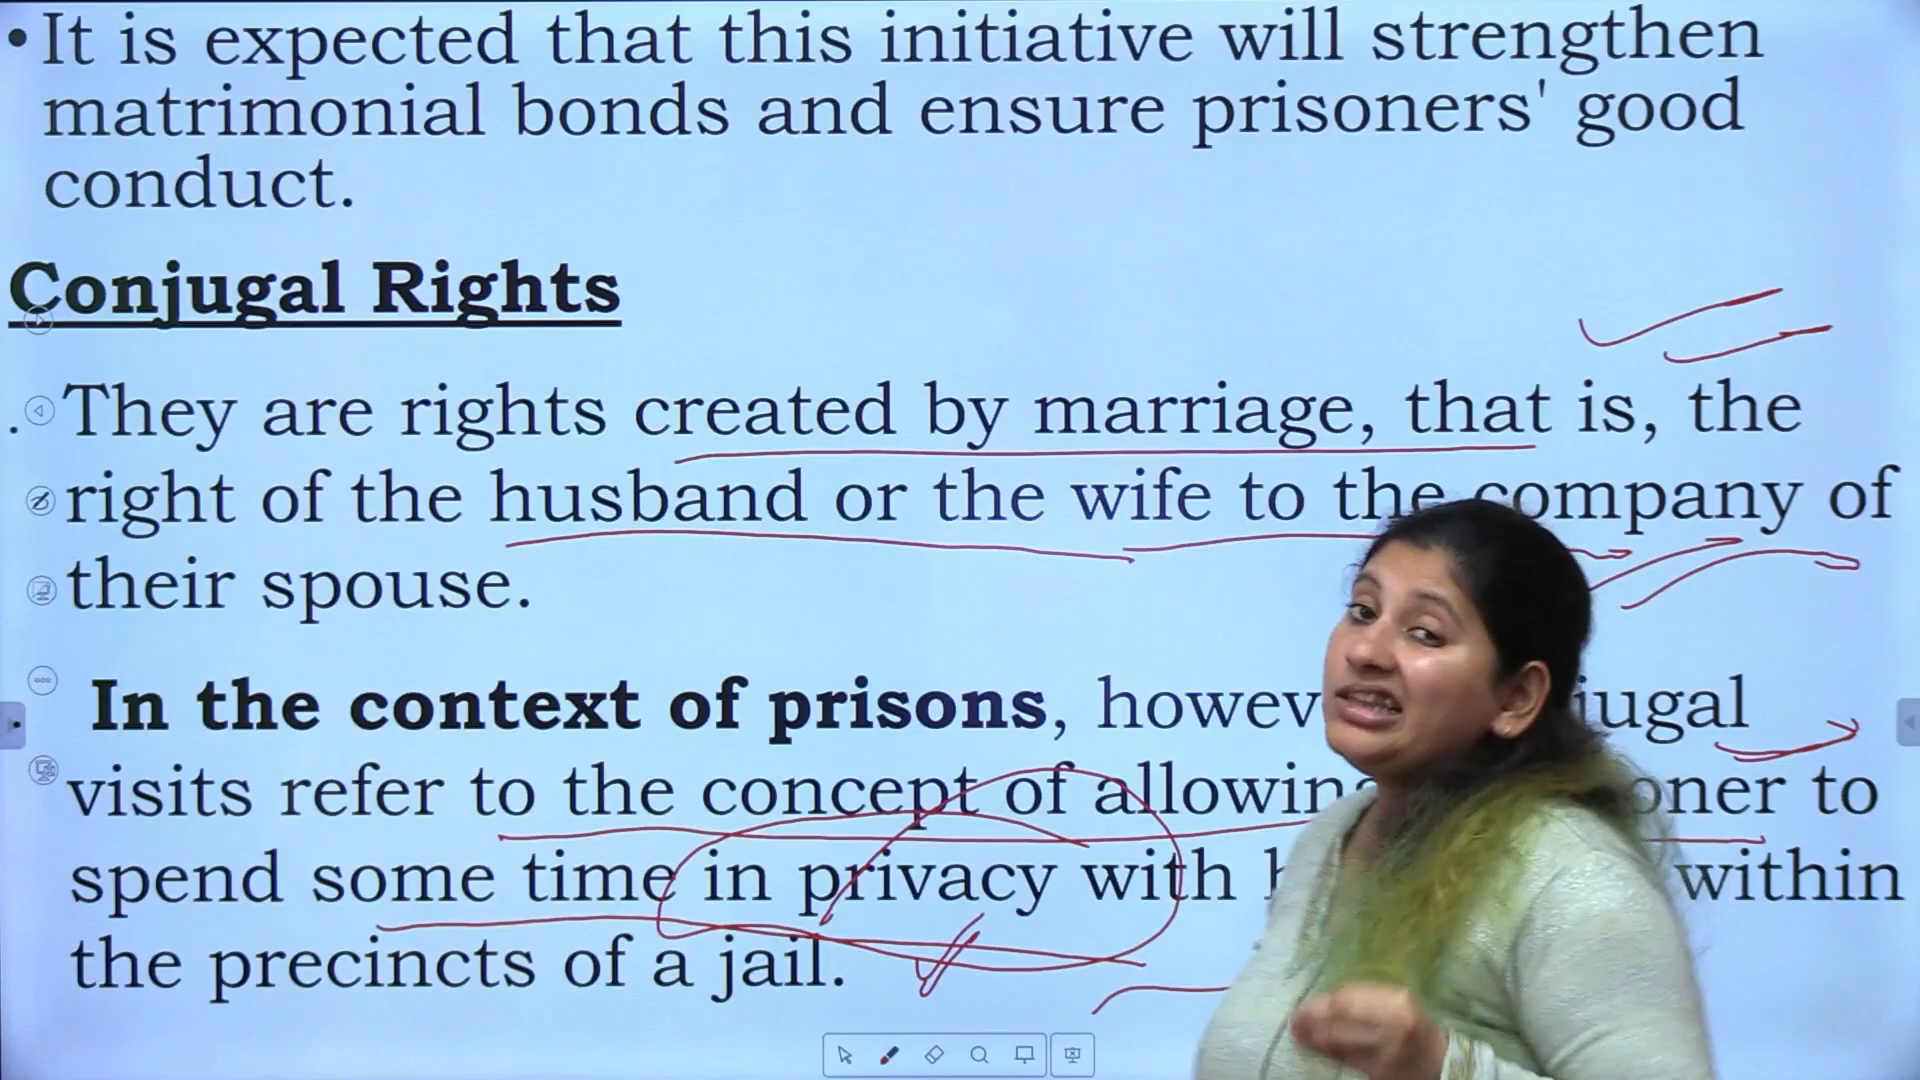 • It is expected that this initiative will strengthen
matrimonial bonds and ensure prisoners' good
conduct.
Conjugal Rights
. They are rights created by marriage, that is, the
right of the husband or the wife to the company of
their spouse.
In the context of prisons, jugal
visits refer to the concept of to
spend some time in privacy with within
the precincts of a jail.